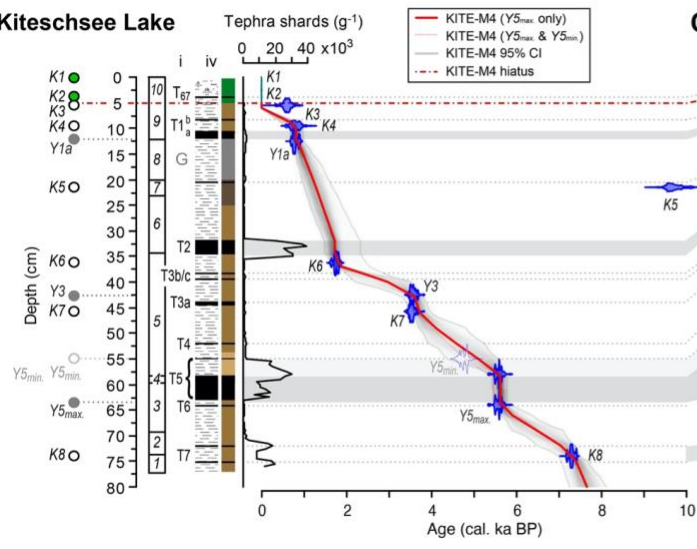 Kiteschsee Lake
Tephra shards (g-1)
0 20 40 x10³
KITE-M4 (Y5max. only)
KITE-M4 (Y5max. & Y5min.)
KITE-M4 95% CI
KITE-M4 hiatus
i iv
K1
K2
K3
K4
Y1a
K5
K6
Y3
K7
Y5min. Y5min.
Y5max.
K8
Depth (cm)
0
5
10
15
20
25
30
35
40
45
50
55
60
65
70
75
80
10
9
8
7
6
5
4
3
2
1
T67
T1b
a
G
T2
T3b/c
T3a
T4
T5
T6
T7
K1
K2
K3
K4
Y1a
K5
K6
Y3
K7
Y5min.
Y5max.
K8
0 2 4 6 8 10
Age (cal. ka BP)